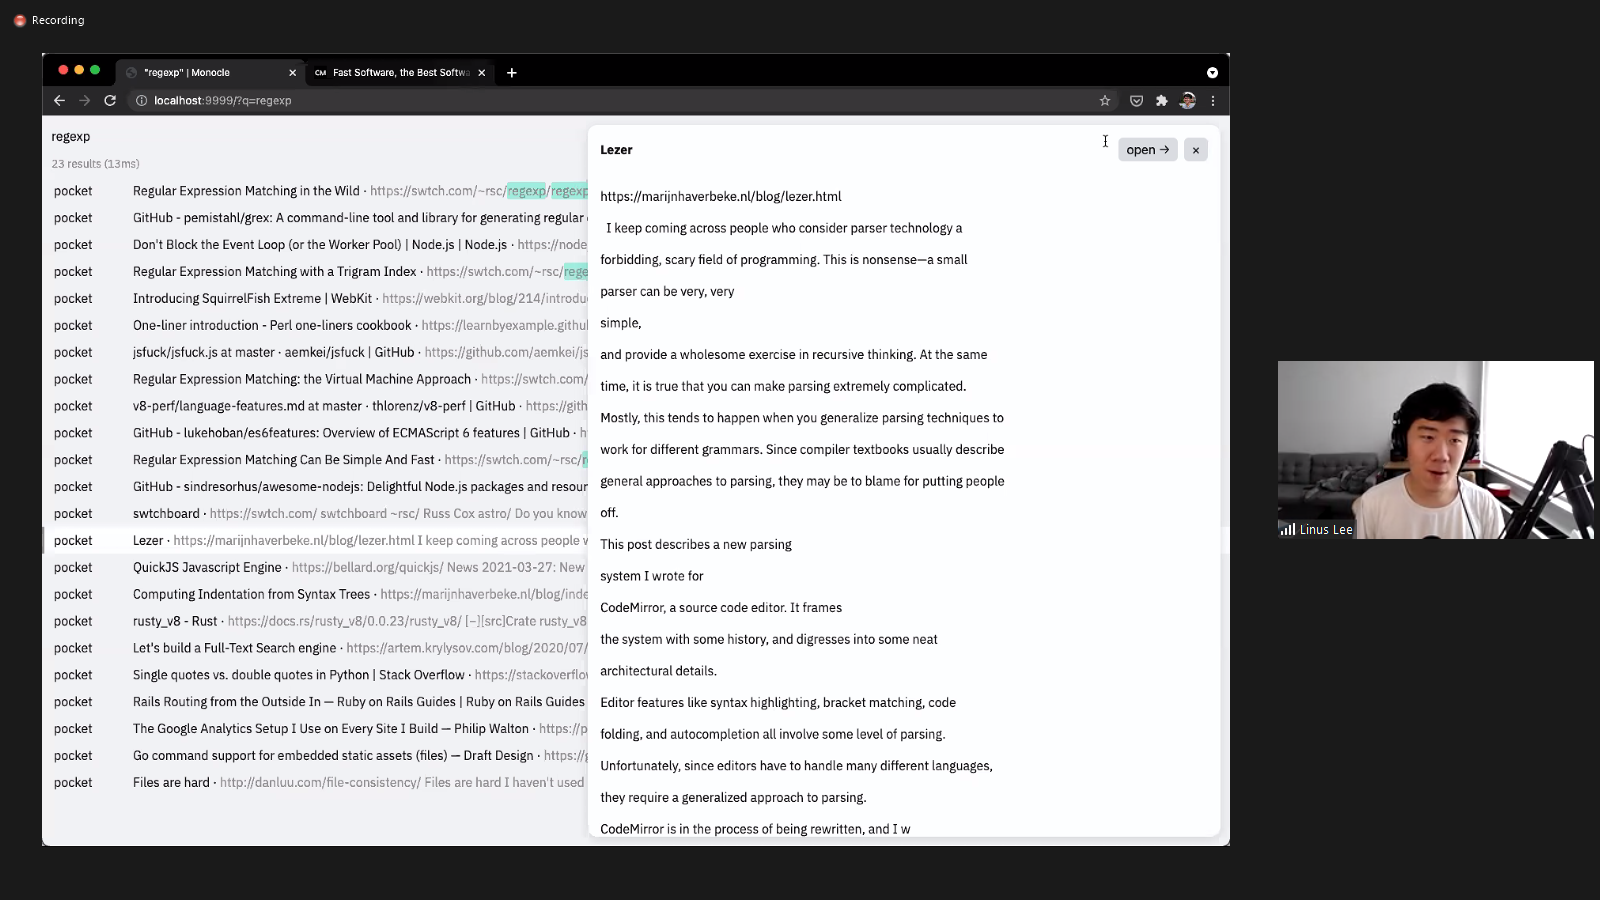 Recording
"regexp" | Monocle
CM Fast Software, the Best Softwa
localhost:9999/?q=regexp
regexp
23 results (13ms)
pocket Regular Expression Matching in the Wild · https://swtch.com/~rsc/regexp/regexp
pocket GitHub - pemistahl/grex: A command-line tool and library for generating regular
pocket Don't Block the Event Loop (or the Worker Pool) | Node.js | Node.js · https://node
pocket Regular Expression Matching with a Trigram Index · https://swtch.com/~rsc/rege
pocket Introducing SquirrelFish Extreme | WebKit · https://webkit.org/blog/214/introdu
pocket One-liner introduction - Perl one-liners cookbook · https://learnbyexample.githu
pocket jsfuck/jsfuck.js at master · aemkei/jsfuck | GitHub · https://github.com/aemkei/js
pocket Regular Expression Matching: the Virtual Machine Approach · https://swtch.com/
pocket v8-perf/language-features.md at master · thlorenz/v8-perf | GitHub · https://gith
pocket GitHub - lukehoban/es6features: Overview of ECMAScript 6 features | GitHub · h
pocket Regular Expression Matching Can Be Simple And Fast · https://swtch.com/~rsc/r
pocket GitHub - sindresorhus/awesome-nodejs: Delightful Node.js packages and resour
pocket swtchboard · https://swtch.com/ swtchboard ~rsc/ Russ Cox astro/ Do you know
pocket Lezer · https://marijnhaverbeke.nl/blog/lezer.html I keep coming across people w
pocket QuickJS Javascript Engine · https://bellard.org/quickjs/ News 2021-03-27: New
pocket Computing Indentation from Syntax Trees · https://marijnhaverbeke.nl/blog/inde
pocket rusty_v8 - Rust · https://docs.rs/rusty_v8/0.0.23/rusty_v8/ [−][src]Crate rusty_v8
pocket Let's build a Full-Text Search engine · https://artem.krylysov.com/blog/2020/07/
pocket Single quotes vs. double quotes in Python | Stack Overflow · https://stackoverflo
pocket Rails Routing from the Outside In — Ruby on Rails Guides | Ruby on Rails Guides
pocket The Google Analytics Setup I Use on Every Site I Build — Philip Walton · https://p
pocket Go command support for embedded static assets (files) — Draft Design · https://g
pocket Files are hard · http://danluu.com/file-consistency/ Files are hard I haven't used
Lezer
open →
×
https://marijnhaverbeke.nl/blog/lezer.html
I keep coming across people who consider parser technology a
forbidding, scary field of programming. This is nonsense—a small
parser can be very, very
simple,
and provide a wholesome exercise in recursive thinking. At the same
time, it is true that you can make parsing extremely complicated.
Mostly, this tends to happen when you generalize parsing techniques to
work for different grammars. Since compiler textbooks usually describe
general approaches to parsing, they may be to blame for putting people
off.
This post describes a new parsing
system I wrote for
CodeMirror, a source code editor. It frames
the system with some history, and digresses into some neat
architectural details.
Editor features like syntax highlighting, bracket matching, code
folding, and autocompletion all involve some level of parsing.
Unfortunately, since editors have to handle many different languages,
they require a generalized approach to parsing.
CodeMirror is in the process of being rewritten, and I w
Linus Lee